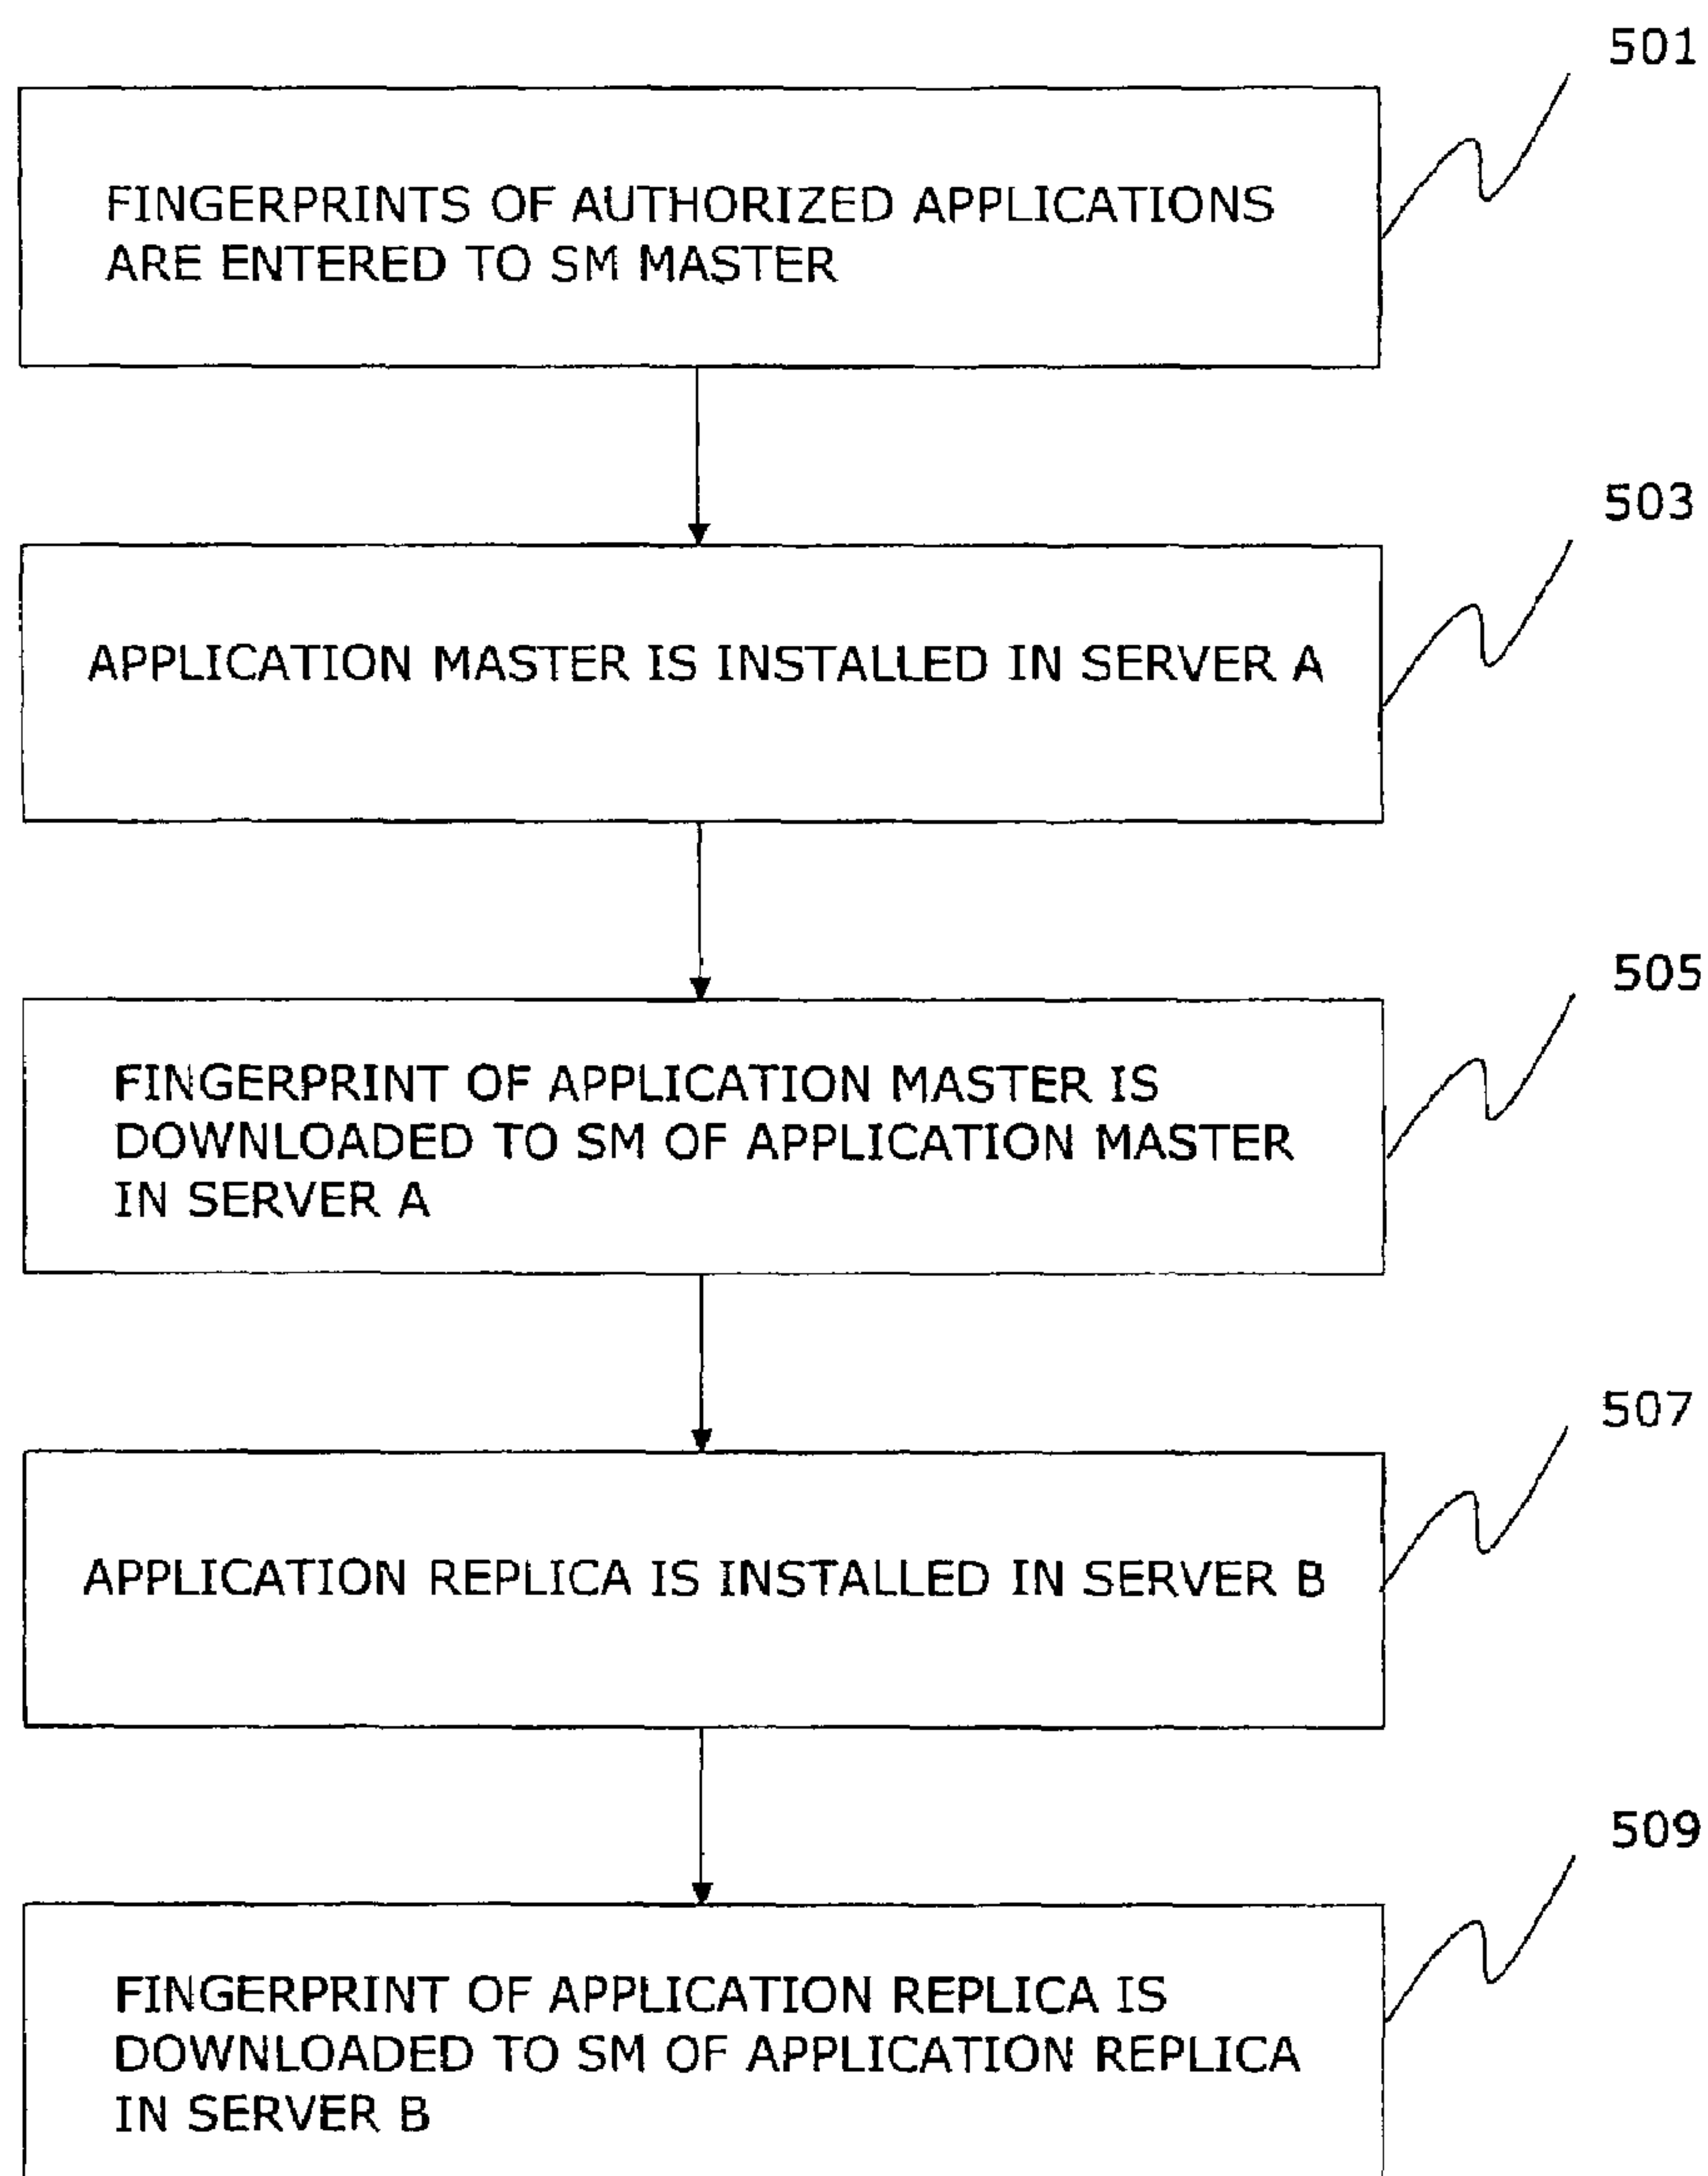 501
FINGERPRINTS OF AUTHORIZED APPLICATIONS
ARE ENTERED TO SM MASTER
503
APPLICATION MASTER IS INSTALLED IN SERVER A
505
FINGERPRINT OF APPLICATION MASTER IS
DOWNLOADED TO SM OF APPLICATION MASTER
IN SERVER A
507
APPLICATION REPLICA IS INSTALLED IN SERVER B
509
FINGERPRINT OF APPLICATION REPLICA IS
DOWNLOADED TO SM OF APPLICATION REPLICA
IN SERVER B